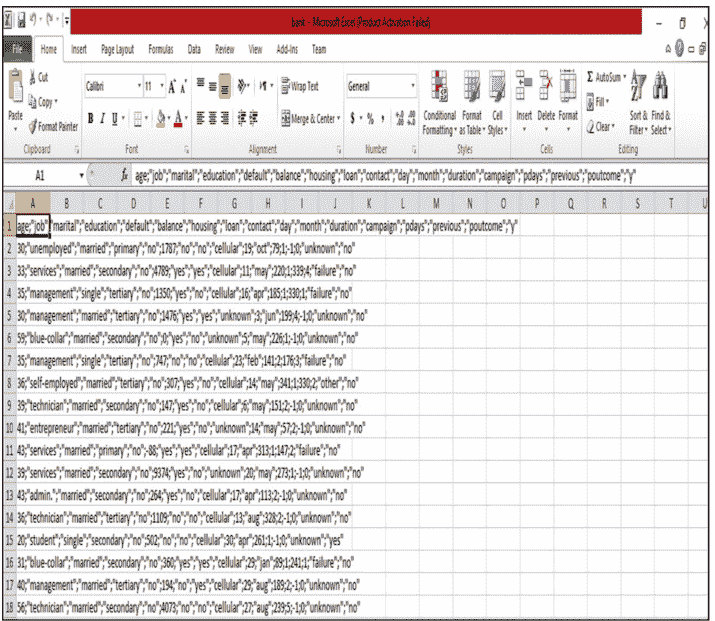 bank - Microsoft Excel (Product Activation Failed)
File Home Insert Page Layout Formulas Data Review View Add-Ins Team
Cut
Copy
Format Painter
Paste
Calibri 11
B I U
Wrap Text
Merge & Center
General
$ % ,
Conditional Formatting
Format as Table
Cell Styles
Insert Delete Format
AutoSum
Fill
Clear
Sort & Filter
Find & Select
Clipboard Font Alignment Number Styles Cells Editing
A1 fx age;"job";"marital";"education";"default";"balance";"housing";"loan";"contact";"day";"month";"duration";"campaign";"pdays";"previous";"poutcome";"y"
A B C D E F G H I J K L M N O P Q R S T U
1 age;"job";"marital";"education";"default";"balance";"housing";"loan";"contact";"day";"month";"duration";"campaign";"pdays";"previous";"poutcome";"y"
2 30;"unemployed";"married";"primary";"no";1787;"no";"no";"cellular";19;"oct";79;1;-1;0;"unknown";"no"
3 33;"services";"married";"secondary";"no";4789;"yes";"yes";"cellular";11;"may";220;1;339;4;"failure";"no"
4 35;"management";"single";"tertiary";"no";1350;"yes";"no";"cellular";16;"apr";185;1;330;1;"failure";"no"
5 30;"management";"married";"tertiary";"no";1476;"yes";"yes";"unknown";3;"jun";199;4;-1;0;"unknown";"no"
6 59;"blue-collar";"married";"secondary";"no";0;"yes";"no";"unknown";5;"may";226;1;-1;0;"unknown";"no"
7 35;"management";"single";"tertiary";"no";747;"no";"no";"cellular";23;"feb";141;2;176;3;"failure";"no"
8 36;"self-employed";"married";"tertiary";"no";307;"yes";"no";"cellular";14;"may";341;1;330;2;"other";"no"
9 39;"technician";"married";"secondary";"no";147;"yes";"no";"cellular";6;"may";151;2;-1;0;"unknown";"no"
10 41;"entrepreneur";"married";"tertiary";"no";221;"yes";"no";"unknown";14;"may";57;2;-1;0;"unknown";"no"
11 43;"services";"married";"primary";"no";-88;"yes";"yes";"cellular";17;"apr";313;1;147;2;"failure";"no"
12 39;"services";"married";"secondary";"no";9374;"yes";"no";"unknown";20;"may";273;1;-1;0;"unknown";"no"
13 43;"admin.";"married";"secondary";"no";264;"yes";"no";"cellular";17;"apr";113;2;-1;0;"unknown";"no"
14 36;"technician";"married";"tertiary";"no";1109;"no";"no";"cellular";13;"aug";328;2;-1;0;"unknown";"no"
15 20;"student";"single";"secondary";"no";502;"no";"no";"cellular";30;"apr";261;1;-1;0;"unknown";"yes"
16 31;"blue-collar";"married";"secondary";"no";360;"yes";"yes";"cellular";29;"jan";89;1;241;1;"failure";"no"
17 40;"management";"married";"tertiary";"no";194;"no";"yes";"cellular";29;"aug";189;2;-1;0;"unknown";"no"
18 56;"technician";"married";"secondary";"no";4073;"no";"no";"cellular";27;"aug";239;5;-1;0;"unknown";"no"